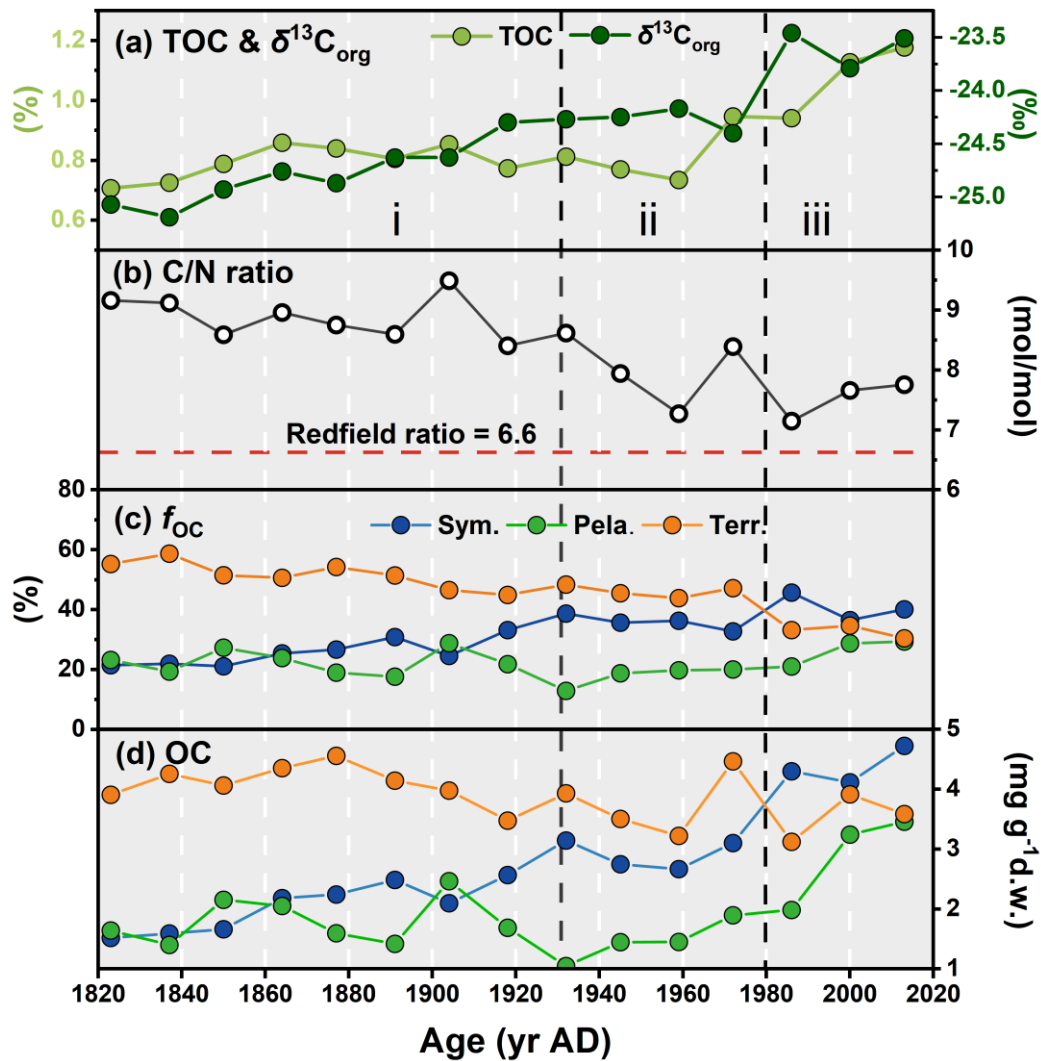 (a) TOC & δ¹³Corg
TOC
δ¹³Corg
1.2
1.0
0.8
0.6
(%)
-23.5
-24.0
-24.5
-25.0
(‰)
i
ii
iii
(b) C/N ratio
10
9
8
7
6
(mol/mol)
Redfield ratio = 6.6
(c) fOC
Sym.
Pela.
Terr.
80
60
40
20
0
(%)
(d) OC
5
4
3
2
1
(mg g⁻¹d.w.)
1820 1840 1860 1880 1900 1920 1940 1960 1980 2000 2020
Age (yr AD)